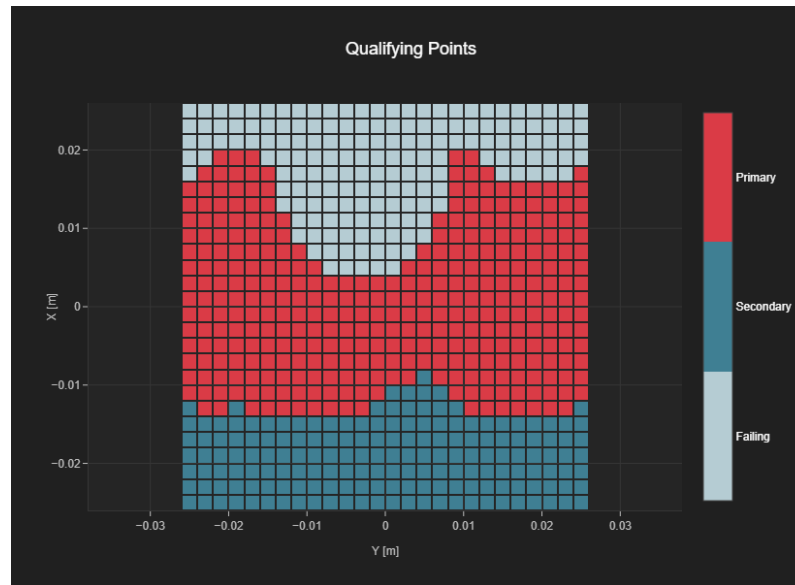 Qualifying Points
0.02
0.01
0
−0.01
−0.02
X [m]
−0.03
−0.02
−0.01
0
0.01
0.02
0.03
Y [m]
Primary
Secondary
Failing